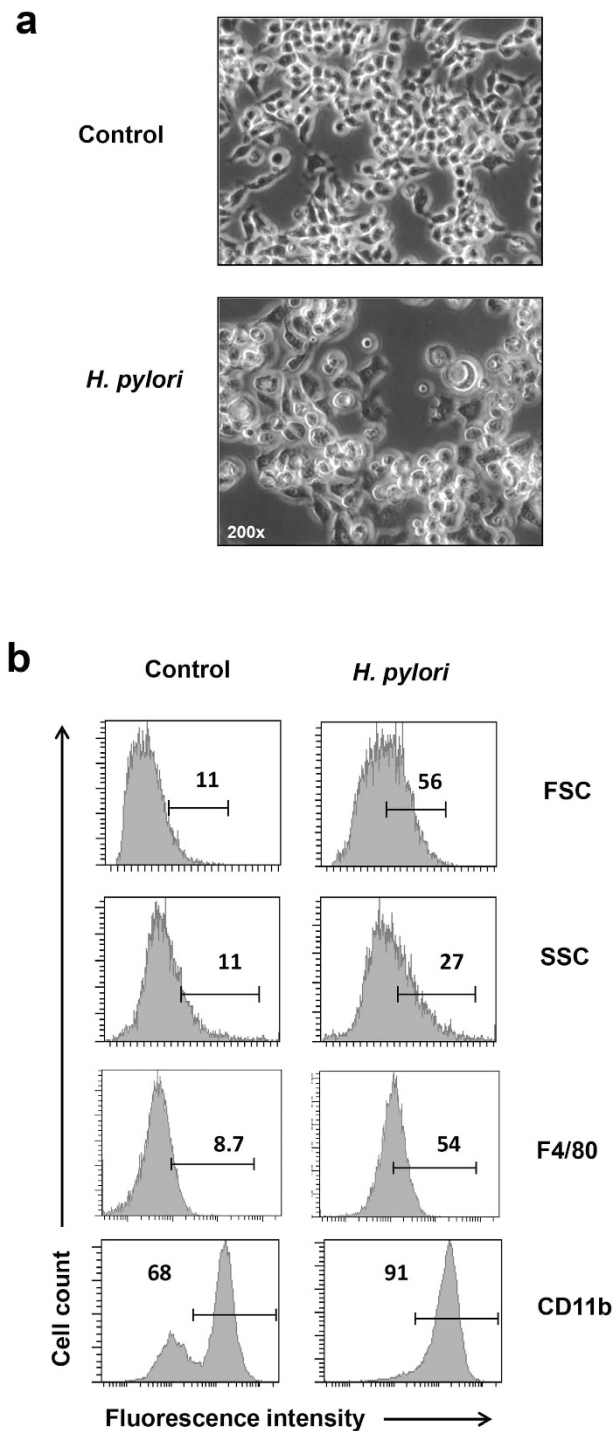 a
Control
H. pylori
200x
b
Control
H. pylori
11
56
FSC
11
27
SSC
8.7
54
F4/80
68
91
CD11b
Cell count
Fluorescence intensity